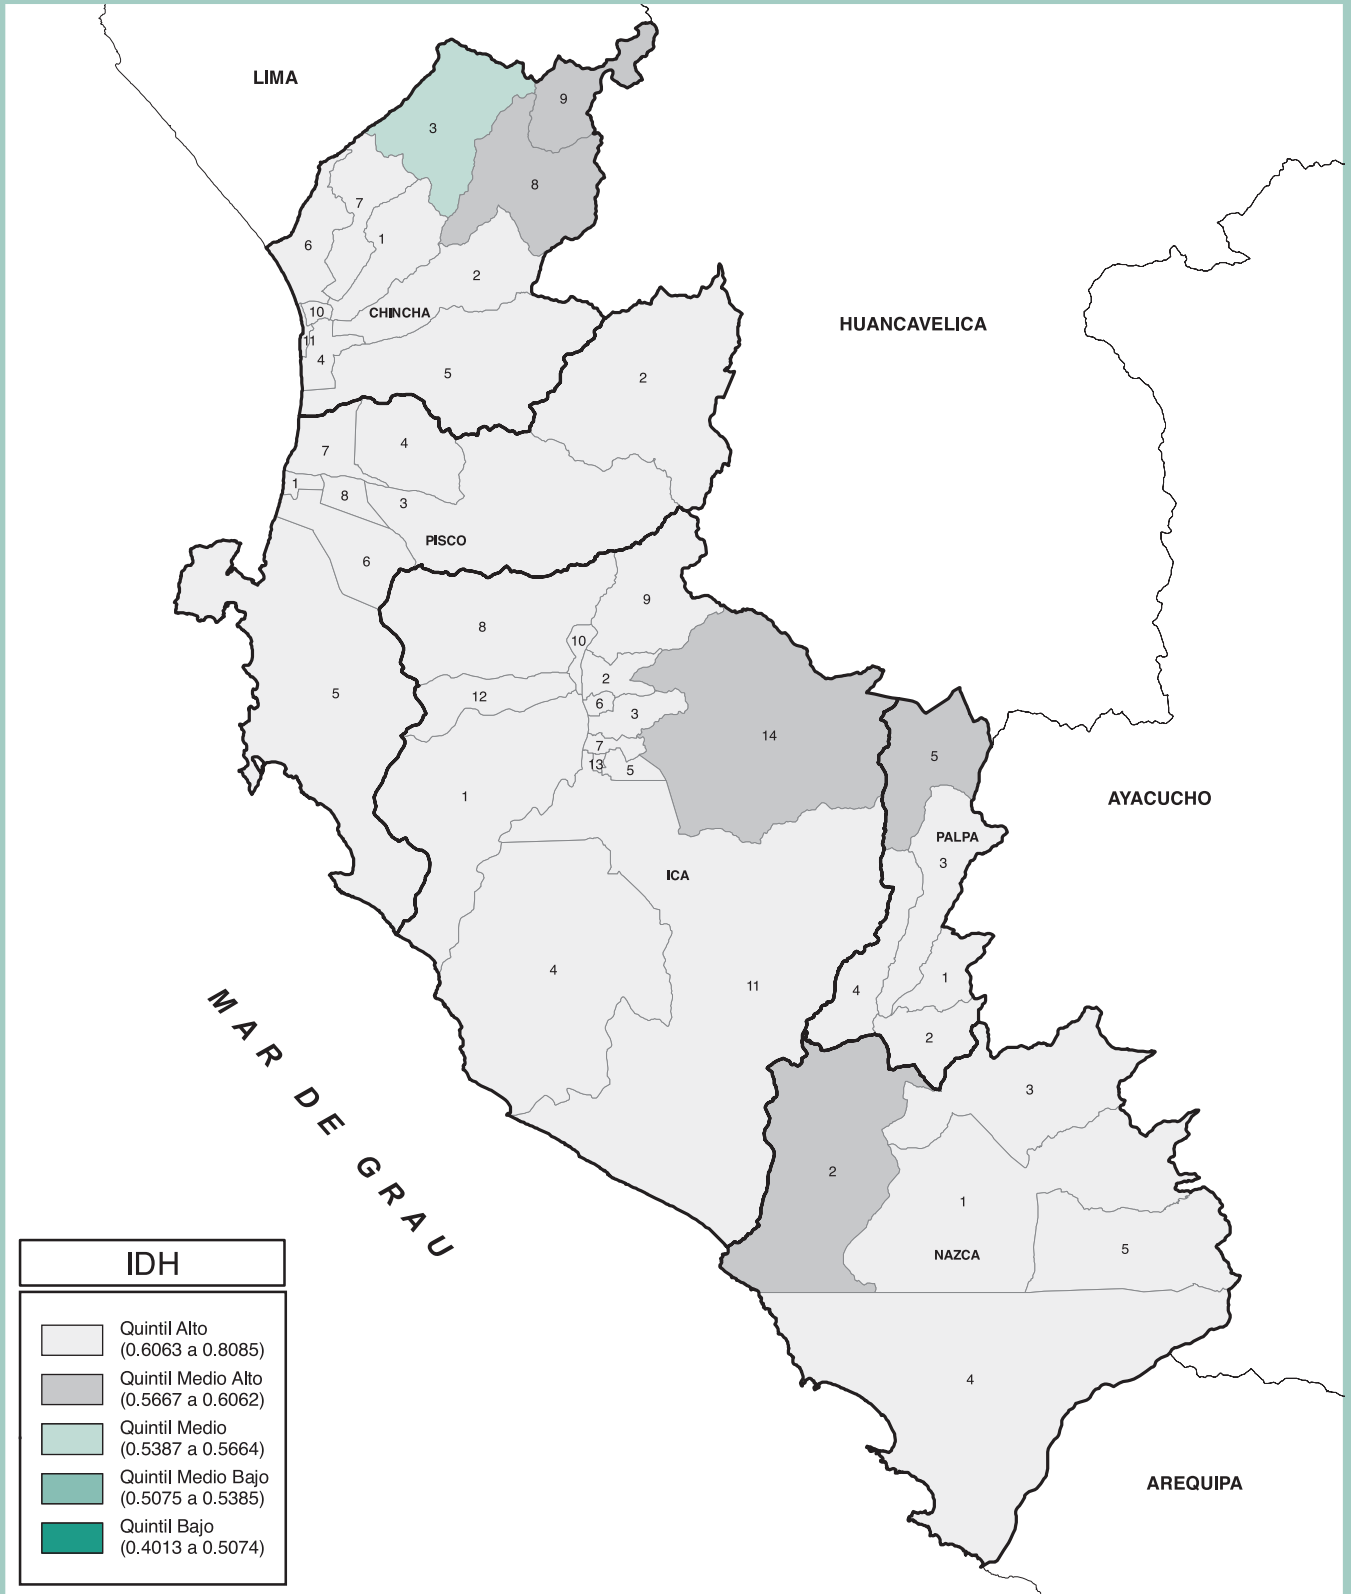 LIMA
9
3
8
7
6
1
2
10
CHINCHA
11
4
5
HUANCAVELICA
2
7
4
1
8
3
PISCO
6
5
9
8
10
2
12
6
3
14
7
13
5
1
ICA
4
11
5
PALPA
3
1
4
2
AYACUCHO
3
2
1
NAZCA
5
4
AREQUIPA
MAR DE GRAU
IDH
Quintil Alto
(0.6063 a 0.8085)
Quintil Medio Alto
(0.5667 a 0.6062)
Quintil Medio
(0.5387 a 0.5664)
Quintil Medio Bajo
(0.5075 a 0.5385)
Quintil Bajo
(0.4013 a 0.5074)